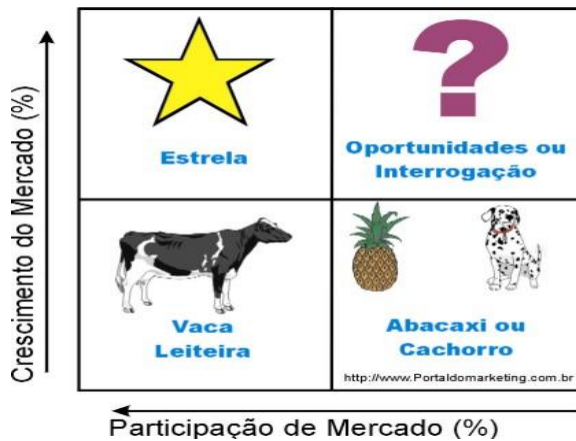 Crescimento do Mercado (%)
Estrela
?
Oportunidades ou
Interrogação
Vaca
Leiteira
Abacaxi ou
Cachorro
http://www.Portaldomarketing.com.br
Participação de Mercado (%)